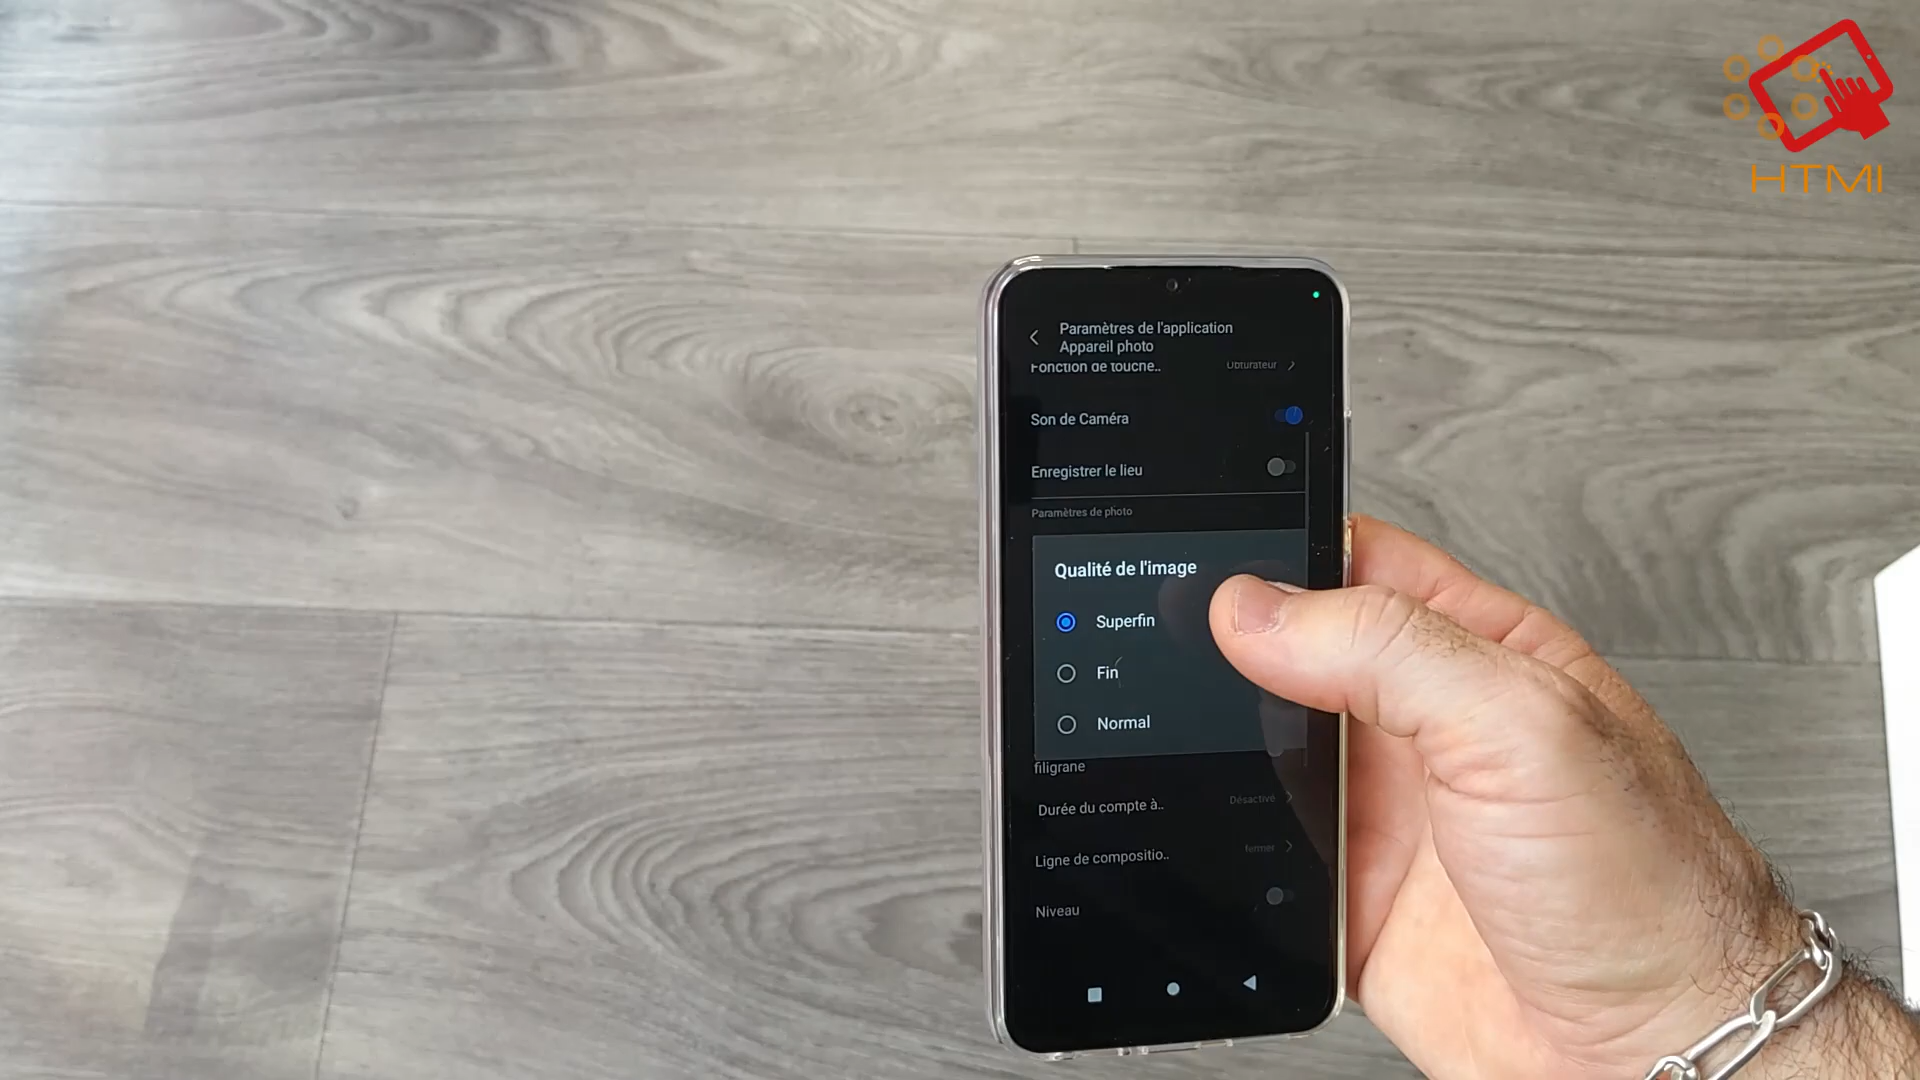 HTMI
Paramètres de l'application
Appareil photo
Fonction de touche..
Obturateur
Son de Caméra
Enregistrer le lieu
Paramètres de photo
Qualité de l'image
Superfin
Fin
Normal
filigrane
Durée du compte à..
Désactivé
Ligne de compositio..
fermer
Niveau